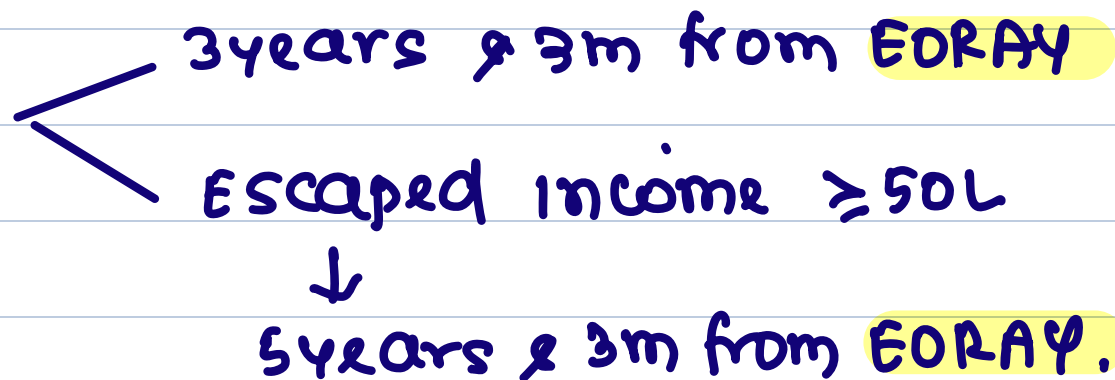 3years & 3m from EORAY
Escaped income ≥50L
↓
5years & 3m from EORAY.